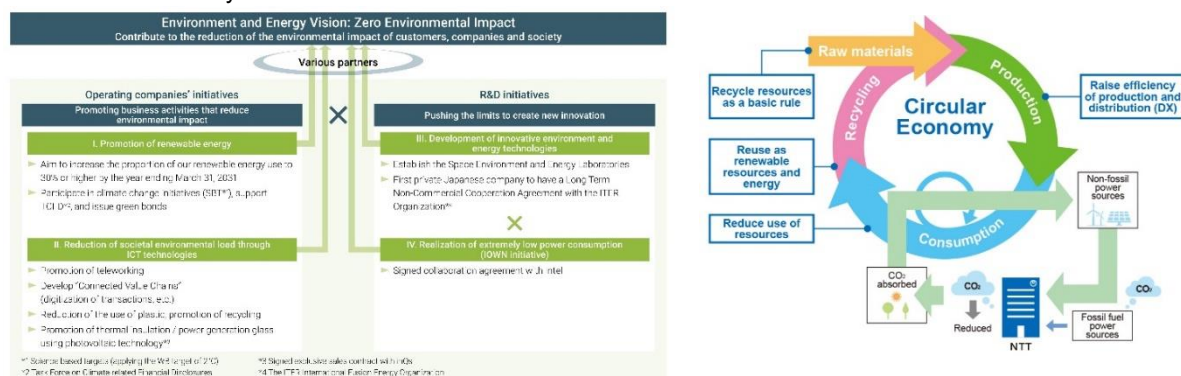 Environment and Energy Vision: Zero Environmental Impact
Contribute to the reduction of the environmental impact of customers, companies and society
Various partners
Operating companies' initiatives
Promoting business activities that reduce
environmental impact
I. Promotion of renewable energy
Aim to increase the proportion of our renewable energy use to
30% or higher by the year ending March 31, 2031
Participate in climate change initiatives (SBT*¹), support
TCFD*², and issue green bonds
II. Reduction of societal environmental load through
ICT technologies
Promotion of teleworking
Develop "Connected Value Chains"
(digitization of transactions, etc.)
Reduction of the use of plastic, promotion of recycling
Promotion of thermal insulation / power generation glass
using photovoltaic technology*³
R&D initiatives
Pushing the limits to create new innovation
III. Development of innovative environment and
energy technologies
Establish the Space Environment and Energy Laboratories
First private Japanese company to have a Long Term
Non-Commercial Cooperation Agreement with the ITER
Organization*⁴
IV. Realization of extremely low power consumption
(IOWN Initiative)
Signed collaboration agreement with Intel
*1 Science based targets (applying the WB target of 2°C)
*2 Task Force on Climate related Financial Disclosures
*3 Signed exclusive sales contract with inQs
*4 The ITER International Fusion Energy Organization
Raw materials
Recycling
Production
Consumption
Circular
Economy
Recycle resources
as a basic rule
Reuse as
renewable
resources and
energy
Reduce use of
resources
Raise efficiency
of production and
distribution (DX)
Non-fossil
power
sources
CO₂
absorbed
CO₂
Reduced
NTT
CO₂
Fossil fuel
power
sources